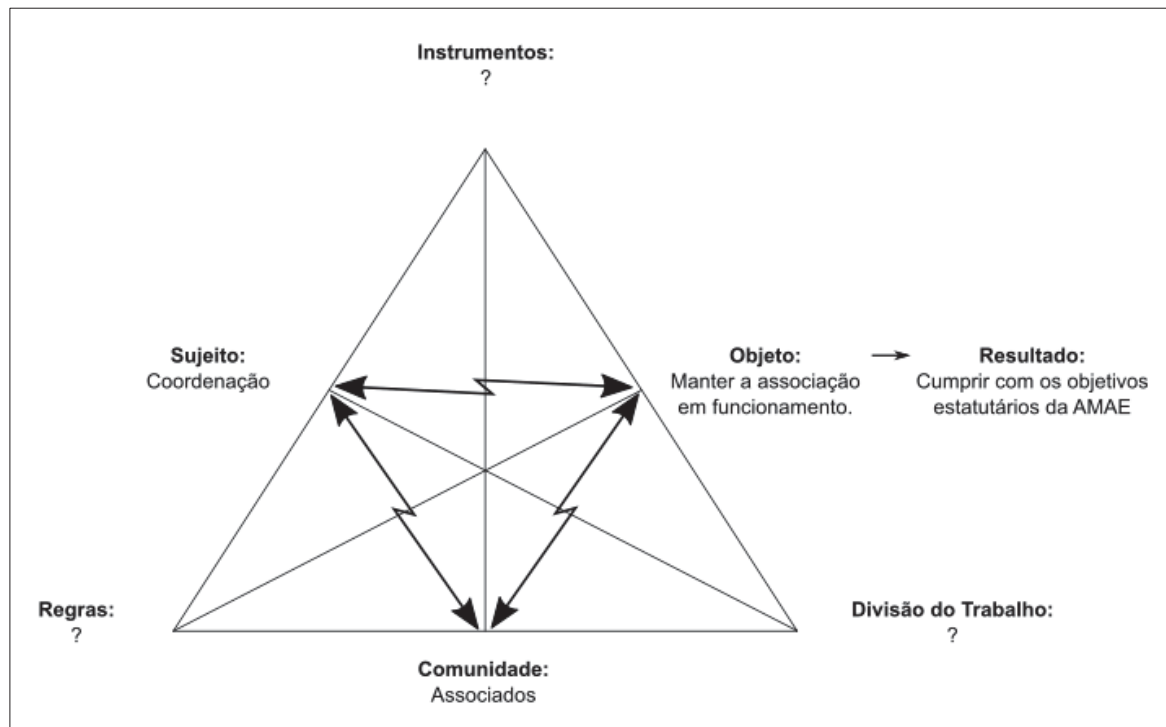 Instrumentos:
?
Sujeito:
Coordenação
Objeto:
Manter a associação
em funcionamento.
Resultado:
Cumprir com os objetivos
estatutários da AMAE
Regras:
?
Divisão do Trabalho:
?
Comunidade:
Associados